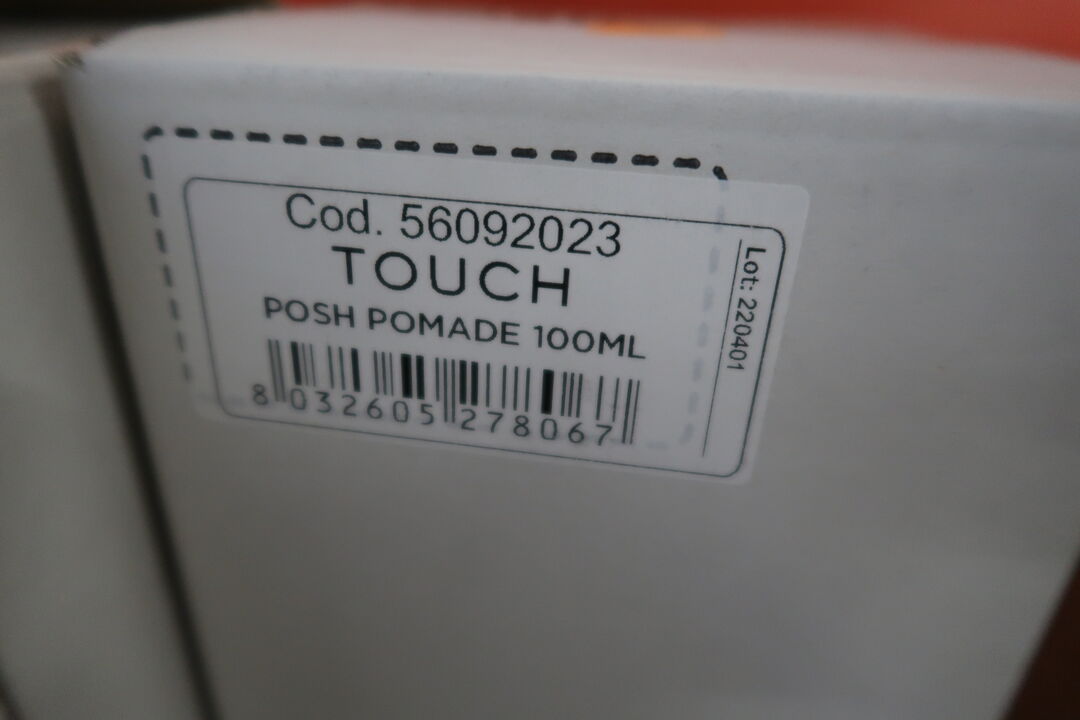 Cod. 56092023
TOUCH
POSH POMADE 100ML
8 032605 278067
Lot: 220401